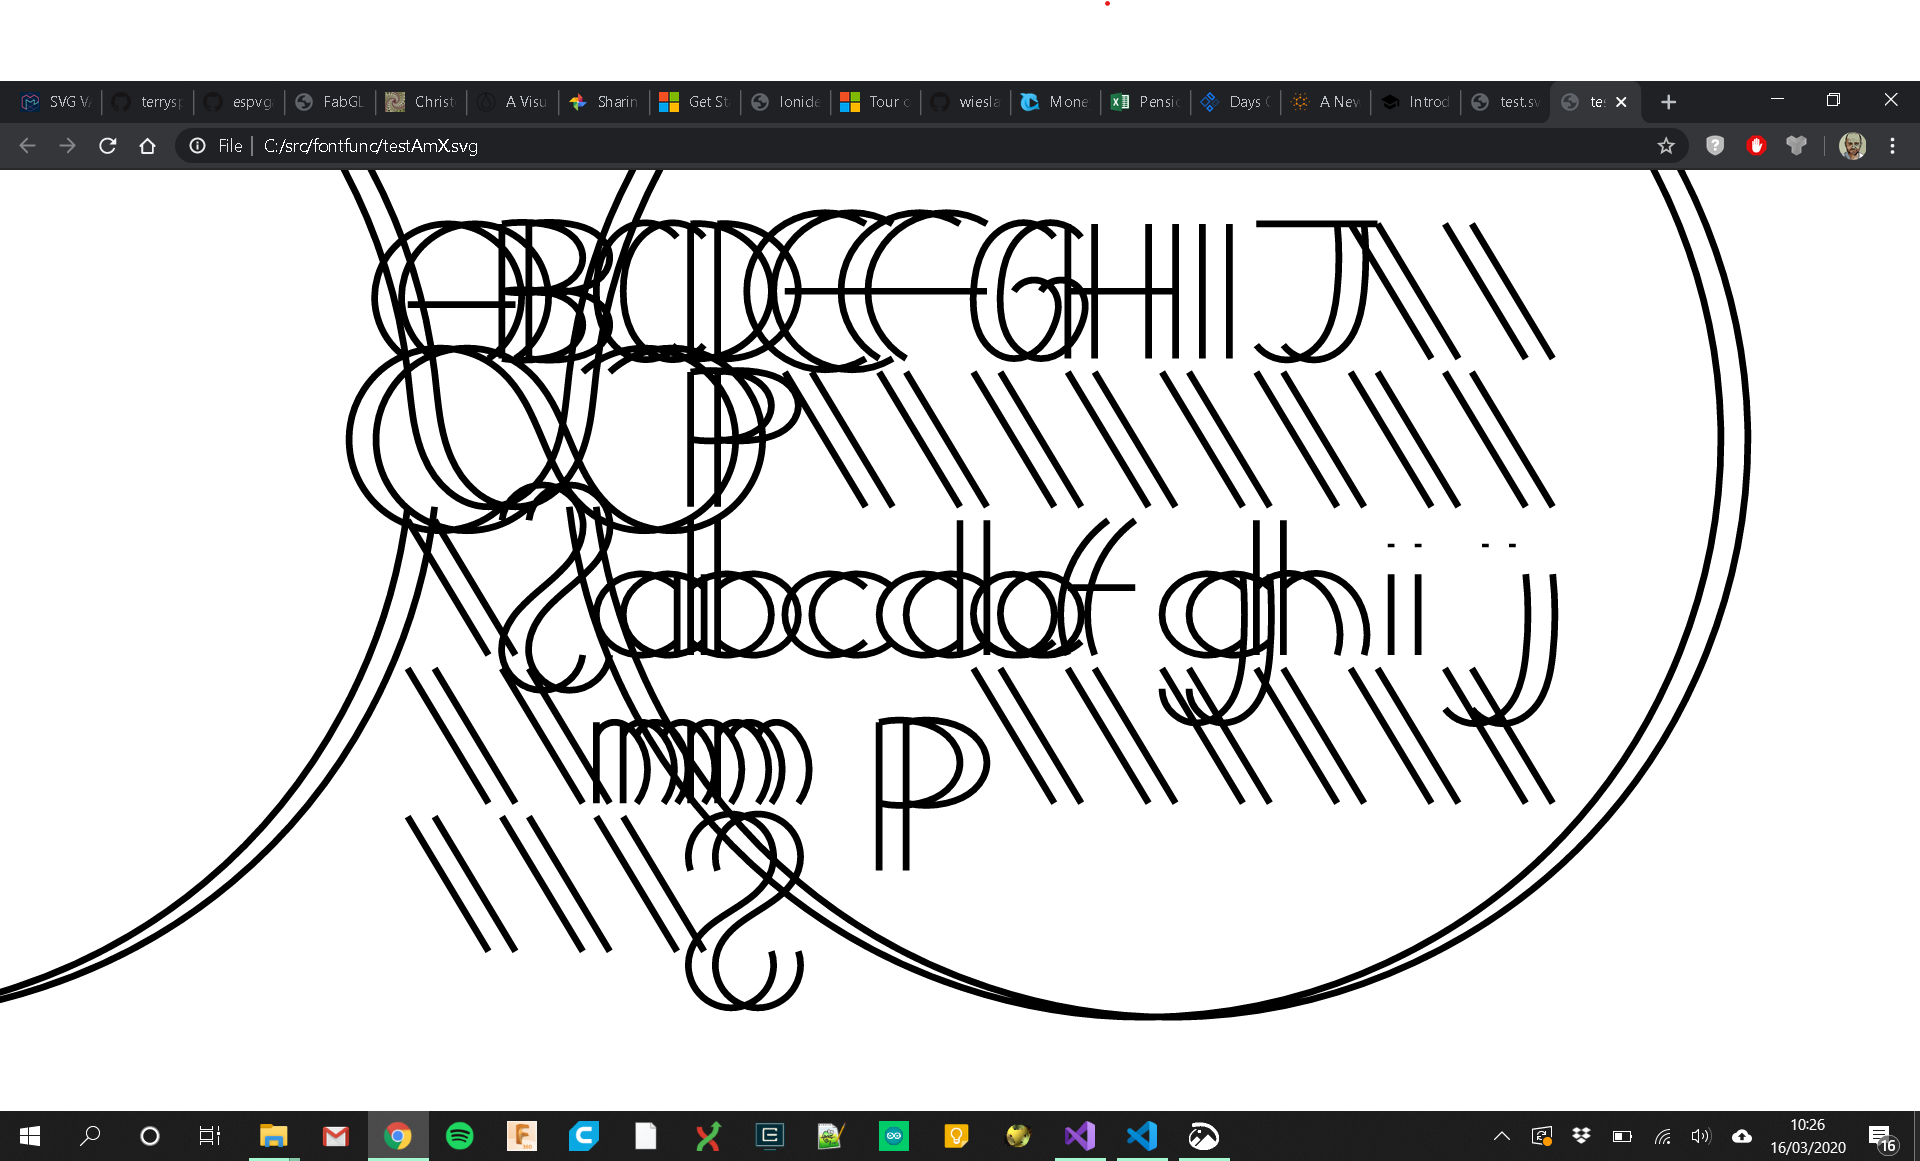 SVG V
terrys
espvg
FabGL
Christ
A Visu
Sharin
Get St
Ionide
Tour o
wiesla
Mone
Pensic
Days
A New
Introd
test.sv
te
File | C:/src/fontfunc/testAmX.svg
B C D G H I J
P
a b c d e f g h i j
m p
10:26
16/03/2020
16